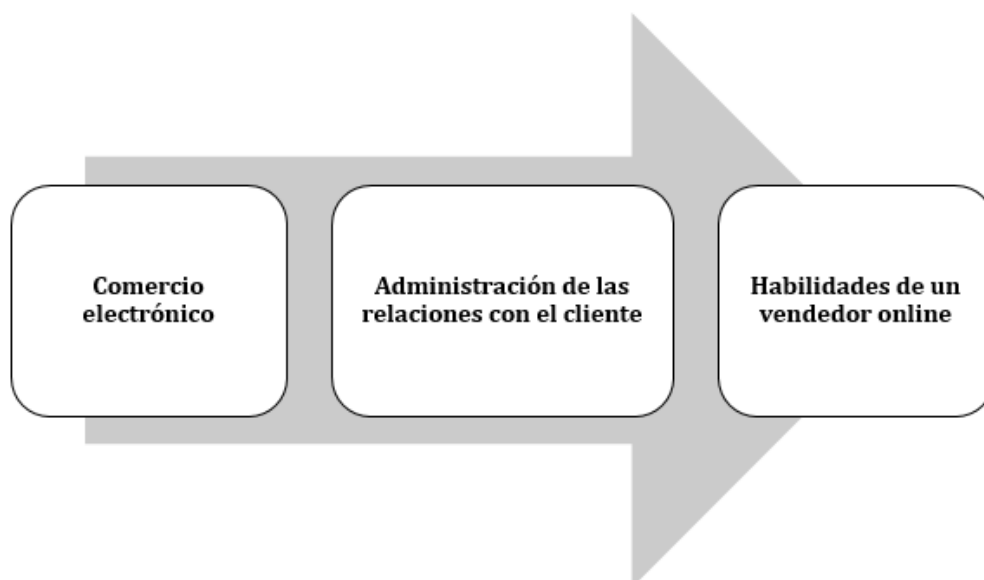 Comercio
electrónico
Administración de las
relaciones con el cliente
Habilidades de un
vendedor online